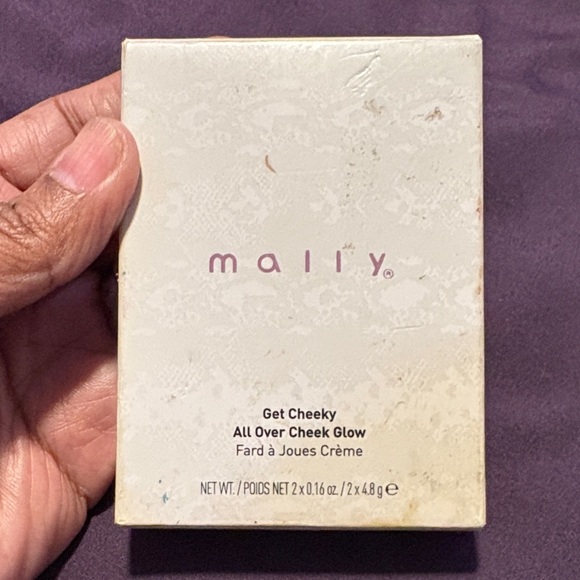 mally®
Get Cheeky
All Over Cheek Glow
Fard à Joues Crème
NET WT. / POIDS NET 2 x 0.16 oz. / 2 x 4.8 g ℮